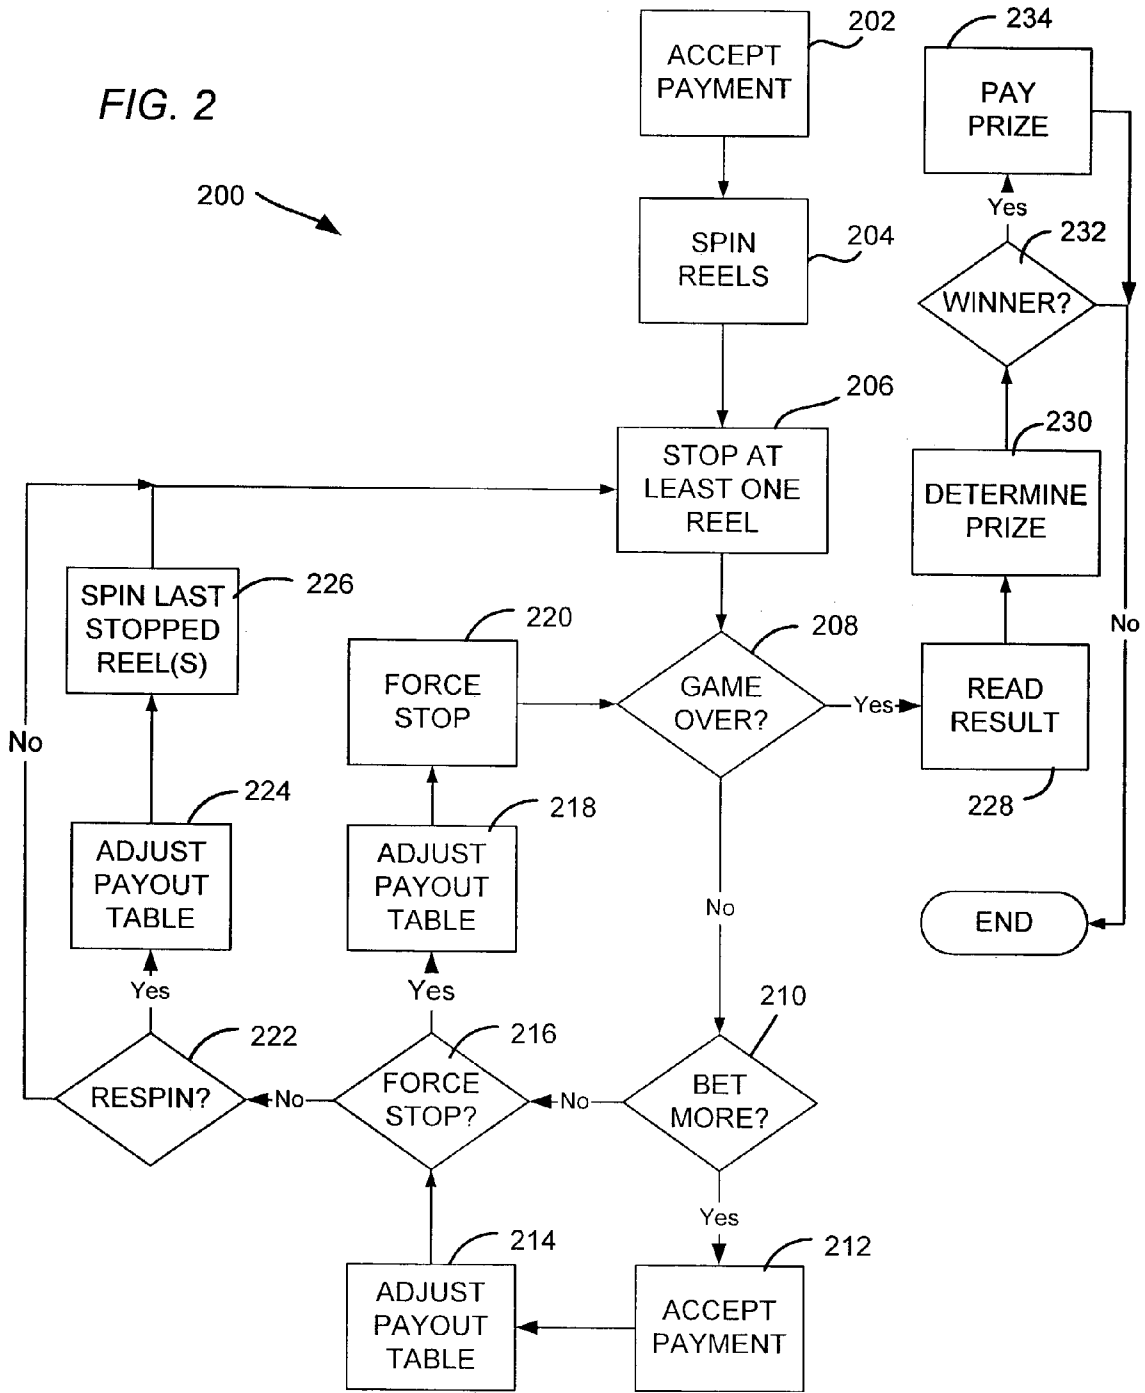 FIG. 2
200
ACCEPT
PAYMENT
202
SPIN
REELS
204
STOP AT
LEAST ONE
REEL
206
GAME
OVER?
208
Yes
No
READ
RESULT
228
DETERMINE
PRIZE
230
WINNER?
232
Yes
PAY
PRIZE
234
No
END
BET
MORE?
210
Yes
No
ACCEPT
PAYMENT
212
ADJUST
PAYOUT
TABLE
214
FORCE
STOP?
216
Yes
No
ADJUST
PAYOUT
TABLE
218
FORCE
STOP
220
RESPIN?
222
Yes
No
ADJUST
PAYOUT
TABLE
224
SPIN LAST
STOPPED
REEL(S)
226